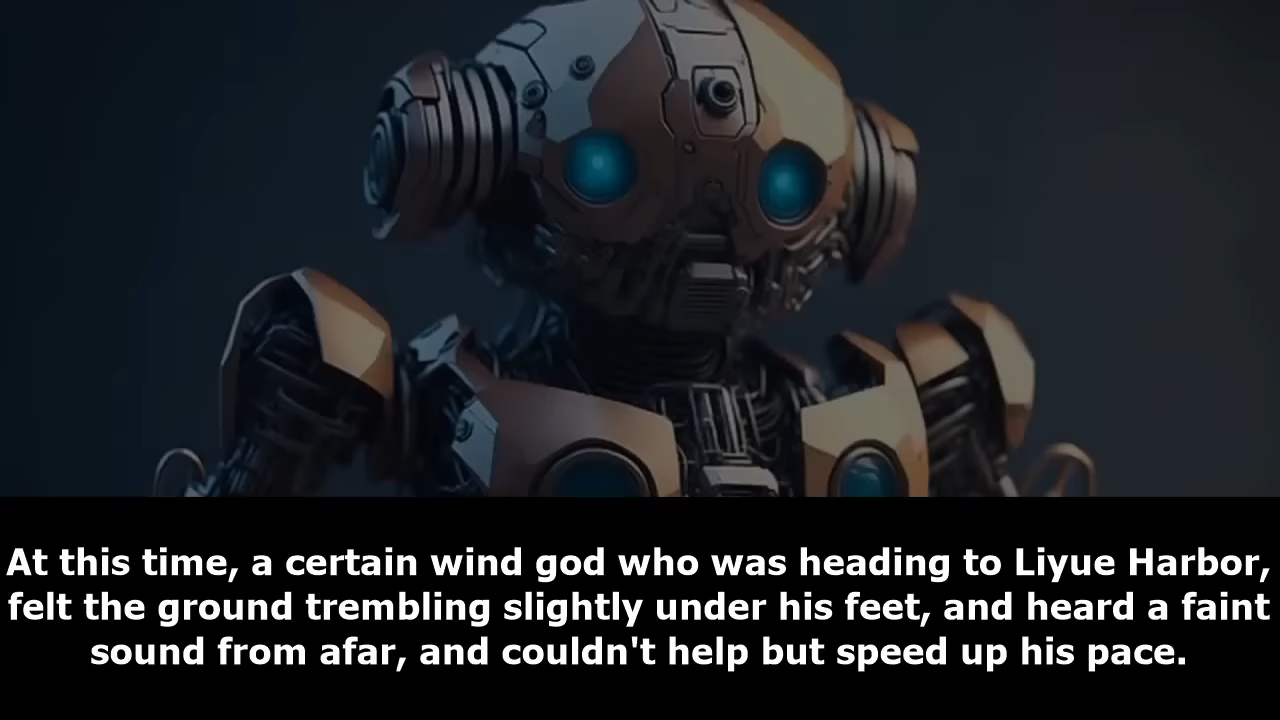 At this time, a certain wind god who was heading to Liyue Harbor,
felt the ground trembling slightly under his feet, and heard a faint
sound from afar, and couldn't help but speed up his pace.